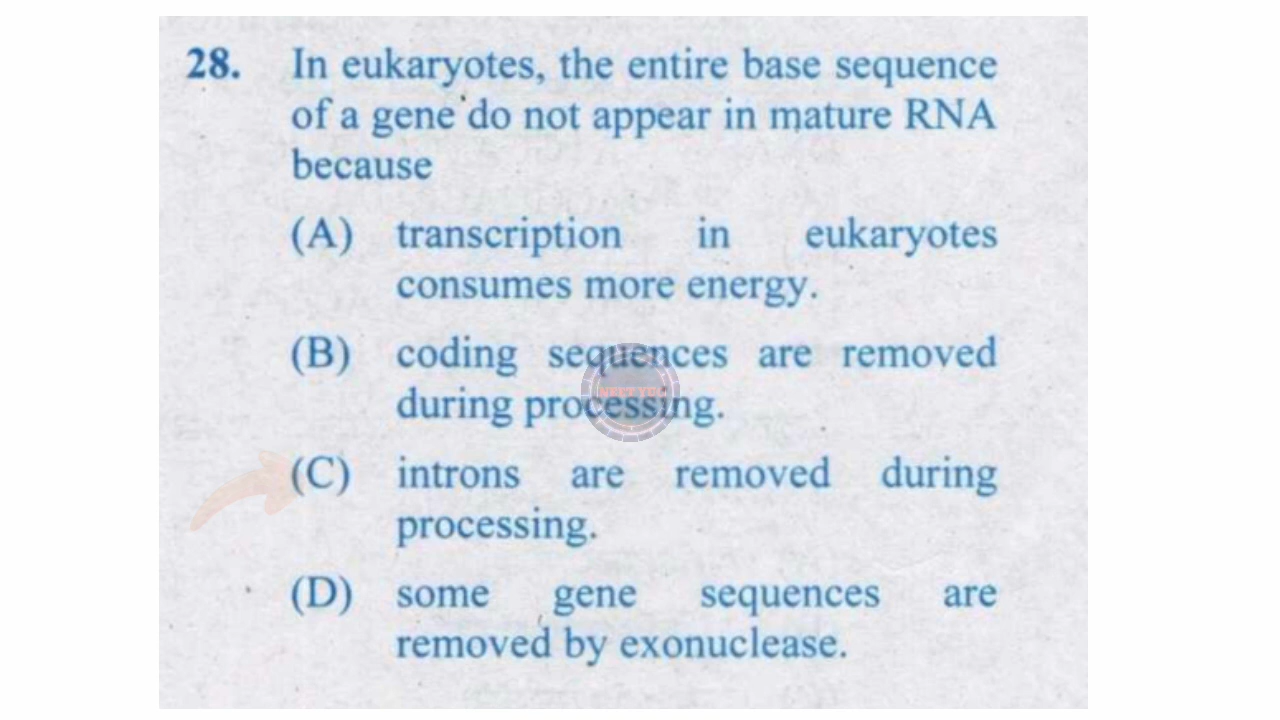 28. In eukaryotes, the entire base sequence
of a gene do not appear in mature RNA
because
(A) transcription in eukaryotes
consumes more energy.
(B) coding sequences are removed
during processing.
(C) introns are removed during
processing.
(D) some gene sequences are
removed by exonuclease.